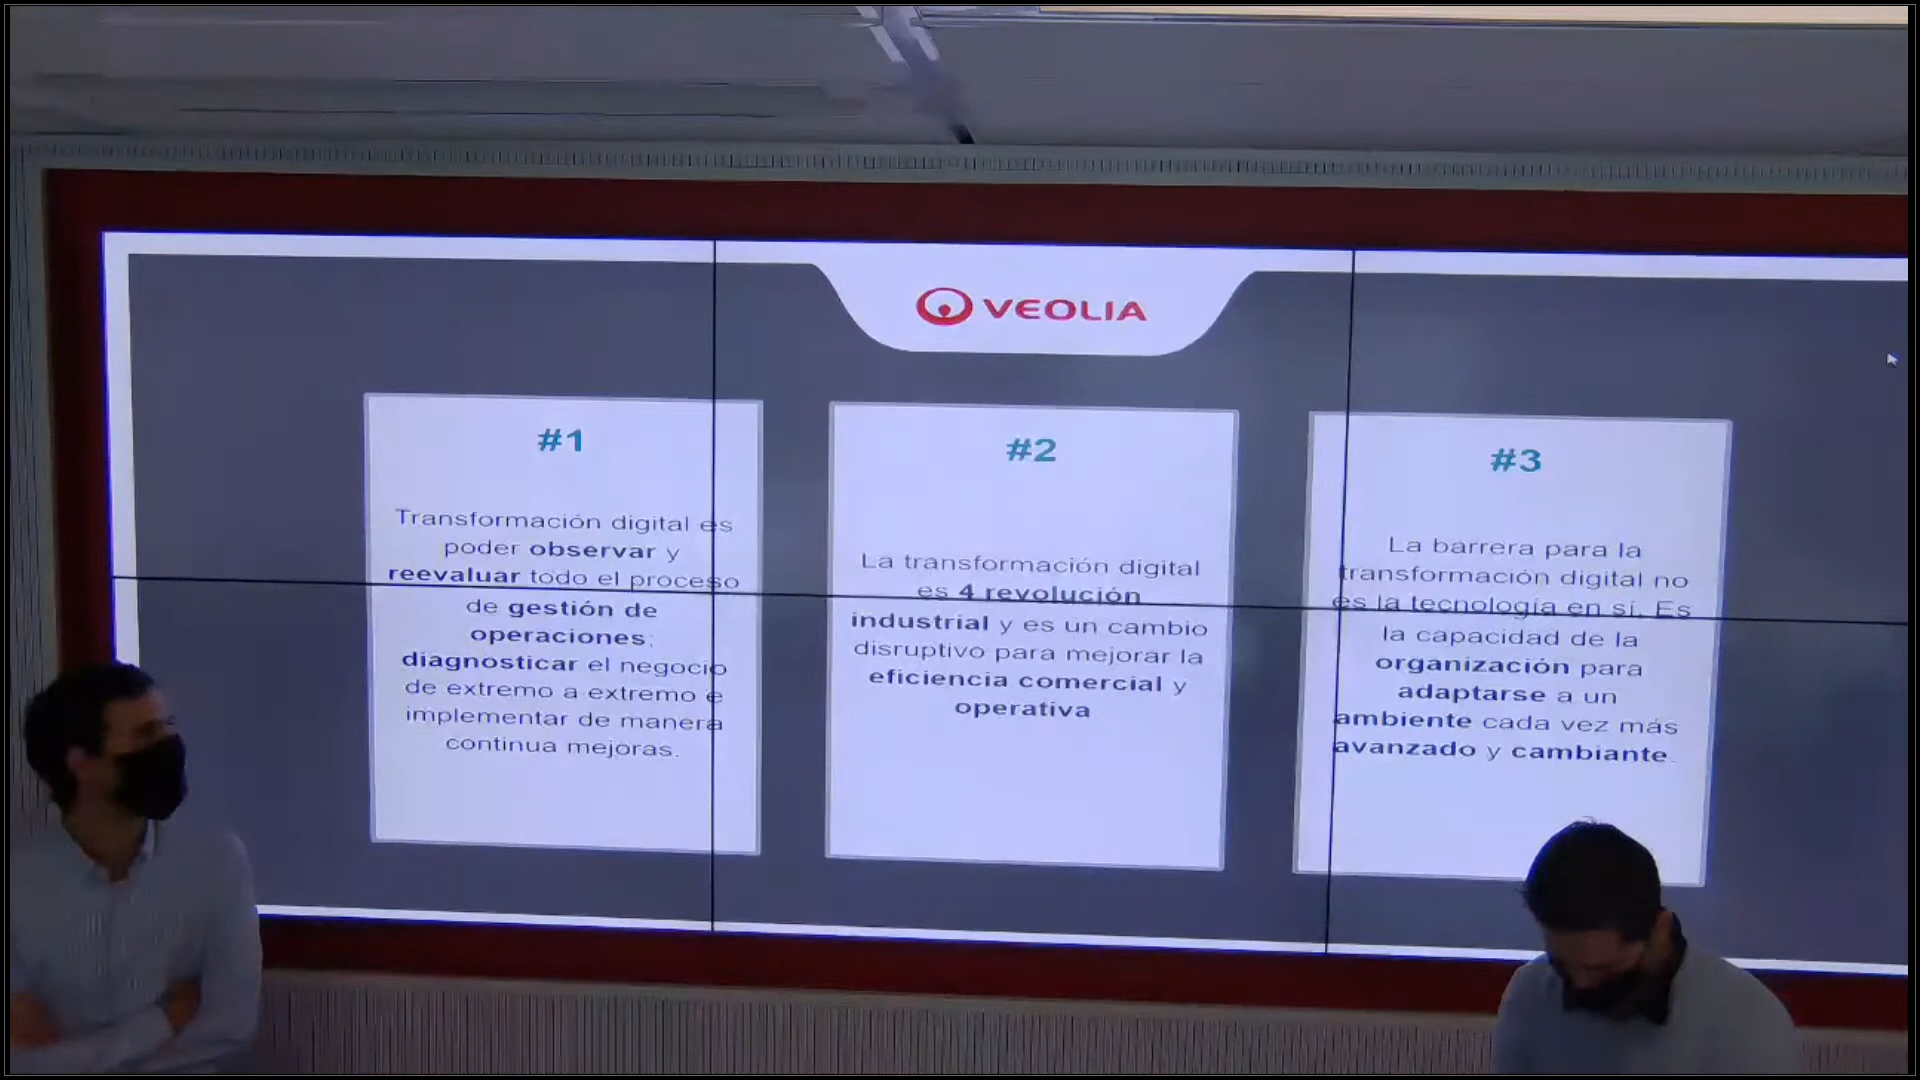 VEOLIA
#1
Transformación digital es
poder observar y
reevaluar todo el proceso
de gestión de
operaciones;
diagnosticar el negocio
de extremo a extremo e
implementar de manera
continua mejoras.
#2
La transformación digital
es 4 revolución
industrial y es un cambio
disruptivo para mejorar la
eficiencia comercial y
operativa
#3
La barrera para la
transformación digital no
es la tecnología en sí. Es
la capacidad de la
organización para
adaptarse a un
ambiente cada vez más
avanzado y cambiante.